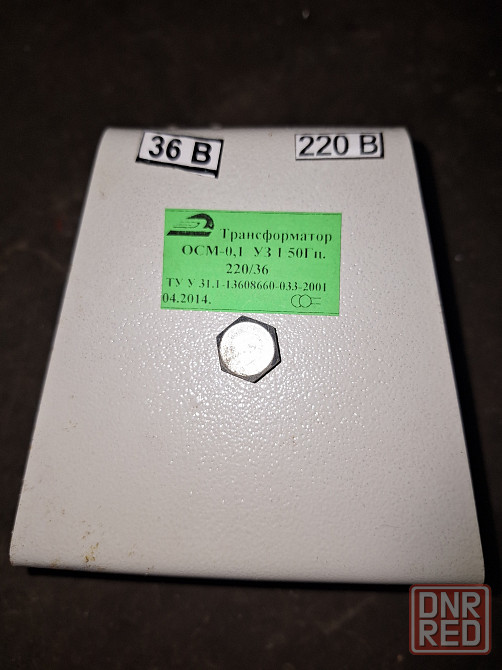 36 В
220 В
Трансформатор
ОСМ-0,1 УЗ 1 50Гц.
220/36
ТУ У 31.1-13608660-033-2001
04.2014.
DNR
RED